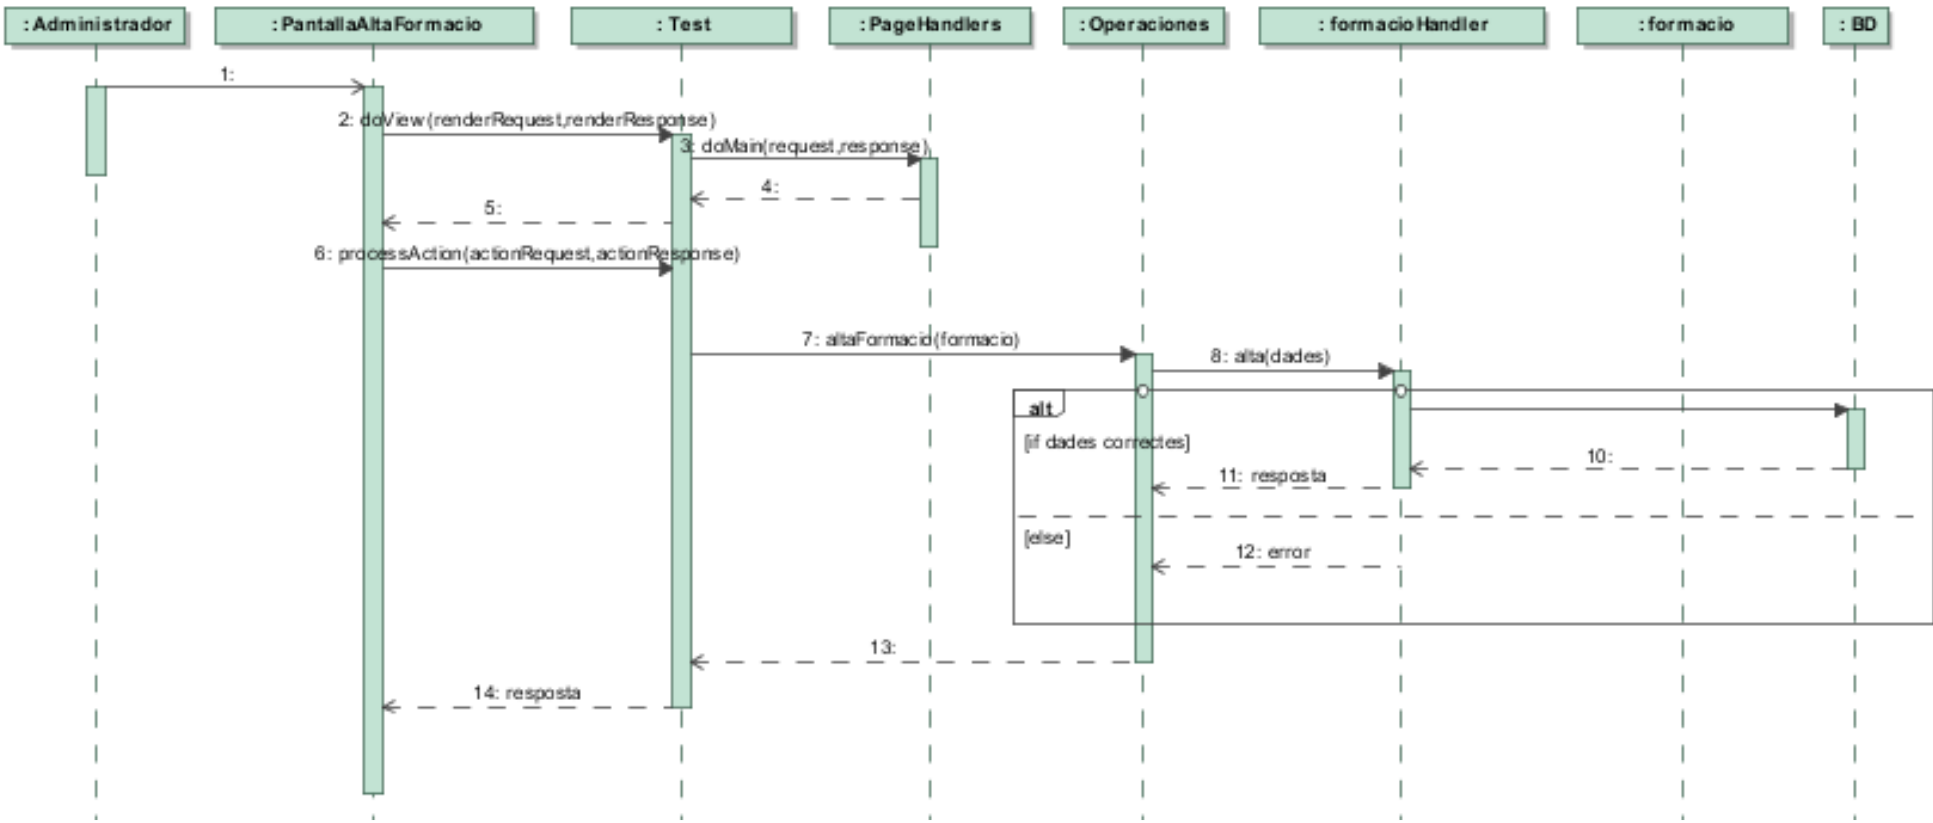 : Administrador
: PantallaAltaFormacio
: Test
: PageHandlers
: Operaciones
: formacioHandler
: formacio
: BD
1:
2: doView(renderRequest,renderResponse)
3: doMain(request,response)
4:
5:
6: processAction(actionRequest,actionResponse)
7: altaFormacio(formacio)
8: alta(dades)
alt
[if dades correctes]
10:
11: resposta
[else]
12: error
13:
14: resposta